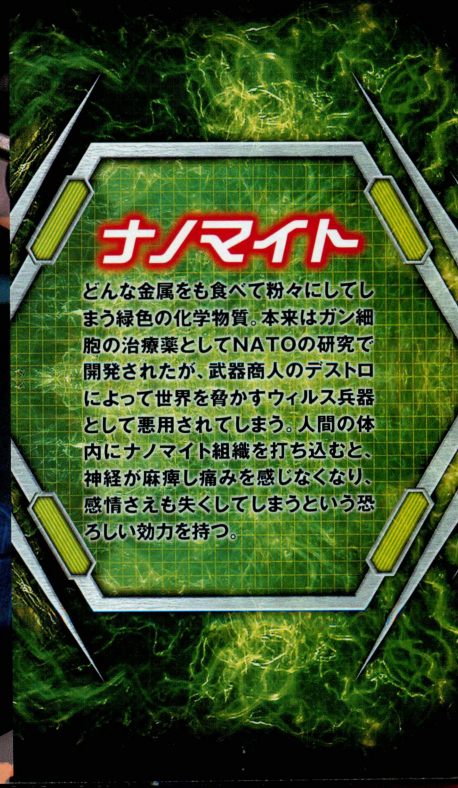 ナノマイト
どんな金属をも食べて粉々にしてし
まう緑色の化学物質。本来はガン細
胞の治療薬としてNATOの研究で
開発されたが、武器商人のデストロ
によって世界を脅かすウィルス兵器
として悪用されてしまう。人間の体
内にナノマイト組織を打ち込むと、
神経が麻痺し痛みを感じなくなり、
感情さえも失くしてしまうという恐
ろしい効力を持つ。